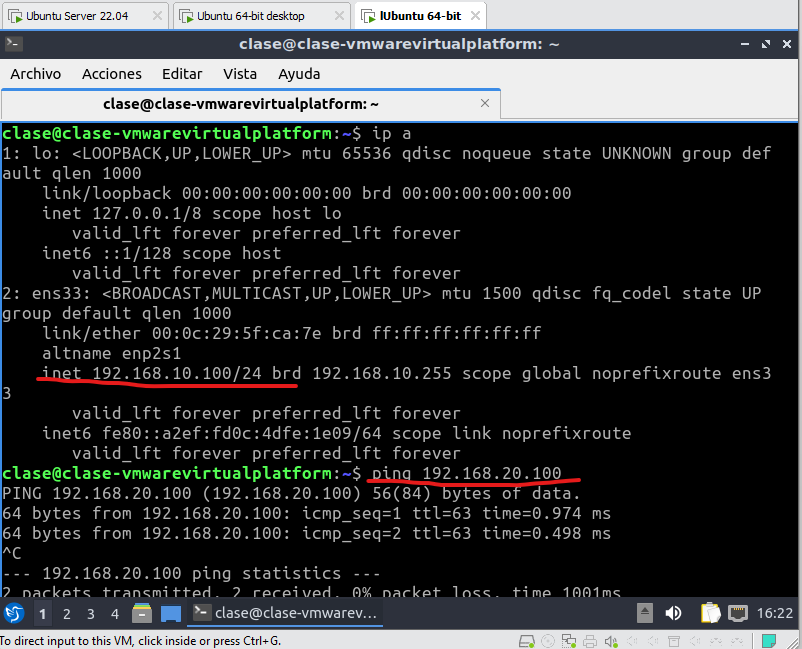 Ubuntu Server 22.04 Ubuntu 64-bit desktop lUbuntu 64-bit
clase@clase-vmwarevirtualplatform: ~
Archivo Acciones Editar Vista Ayuda
clase@clase-vmwarevirtualplatform: ~
clase@clase-vmwarevirtualplatform:~$ ip a
1: lo: <LOOPBACK,UP,LOWER_UP> mtu 65536 qdisc noqueue state UNKNOWN group def
ault qlen 1000
    link/loopback 00:00:00:00:00:00 brd 00:00:00:00:00:00
    inet 127.0.0.1/8 scope host lo
       valid_lft forever preferred_lft forever
    inet6 ::1/128 scope host
       valid_lft forever preferred_lft forever
2: ens33: <BROADCAST,MULTICAST,UP,LOWER_UP> mtu 1500 qdisc fq_codel state UP
group default qlen 1000
    link/ether 00:0c:29:5f:ca:7e brd ff:ff:ff:ff:ff:ff
    altname enp2s1
    inet 192.168.10.100/24 brd 192.168.10.255 scope global noprefixroute ens3
3
       valid_lft forever preferred_lft forever
    inet6 fe80::a2ef:fd0c:4dfe:1e09/64 scope link noprefixroute
       valid_lft forever preferred_lft forever
clase@clase-vmwarevirtualplatform:~$ ping 192.168.20.100
PING 192.168.20.100 (192.168.20.100) 56(84) bytes of data.
64 bytes from 192.168.20.100: icmp_seq=1 ttl=63 time=0.974 ms
64 bytes from 192.168.20.100: icmp_seq=2 ttl=63 time=0.498 ms
^C
--- 192.168.20.100 ping statistics ---
2 packets transmitted, 2 received, 0% packet loss, time 1001ms
1 2 3 4 clase@clase-vmwarev... 16:22
To direct input to this VM, click inside or press Ctrl+G.